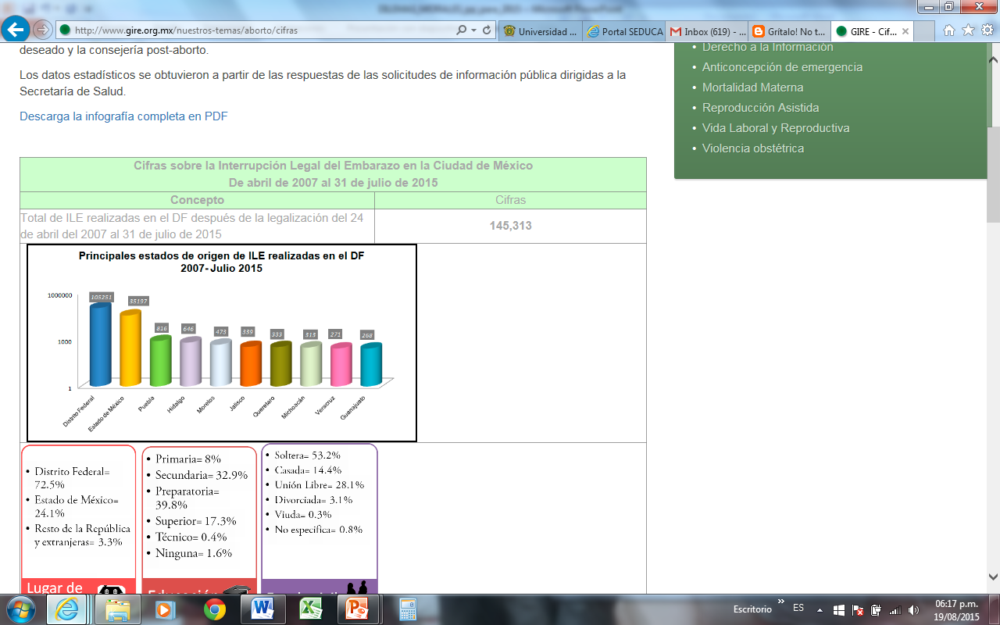 http://www.gire.org.mx/nuestros-temas/aborto/cifras
Universidad ...
Portal SEDUCA
Inbox (619) - ...
Grítalo! No t...
GIRE - Cif...
deseado y la consejería post-aborto.
Los datos estadísticos se obtuvieron a partir de las respuestas de las solicitudes de información pública dirigidas a la
Secretaría de Salud.
Descarga la infografía completa en PDF
• Derecho a la Información
• Anticoncepción de emergencia
• Mortalidad Materna
• Reproducción Asistida
• Vida Laboral y Reproductiva
• Violencia obstétrica
Cifras sobre la Interrupción Legal del Embarazo en la Ciudad de México
De abril de 2007 al 31 de julio de 2015
Concepto
Cifras
Total de ILE realizadas en el DF después de la legalización del 24
de abril del 2007 al 31 de julio de 2015
145,313
Principales estados de origen de ILE realizadas en el DF
2007- Julio 2015
1000000
1000
1
105251
35197
816
646
473
339
333
313
271
268
Distrito Federal
Estado de México
Puebla
Hidalgo
Morelos
Jalisco
Queretaro
Michoacán
Veracruz
Guanajuato
• Distrito Federal=
72.5%
• Estado de México=
24.1%
• Resto de la República
y extranjeras= 3.3%
Lugar de
• Primaria= 8%
• Secundaria= 32.9%
• Preparatoria=
39.8%
• Superior= 17.3%
• Técnico= 0.4%
• Ninguna= 1.6%
• Soltera= 53.2%
• Casada= 14.4%
• Unión Libre= 28.1%
• Divorciada= 3.1%
• Viuda= 0.3%
• No especifica= 0.8%
Escritorio
ES
06:17 p.m.
19/08/2015